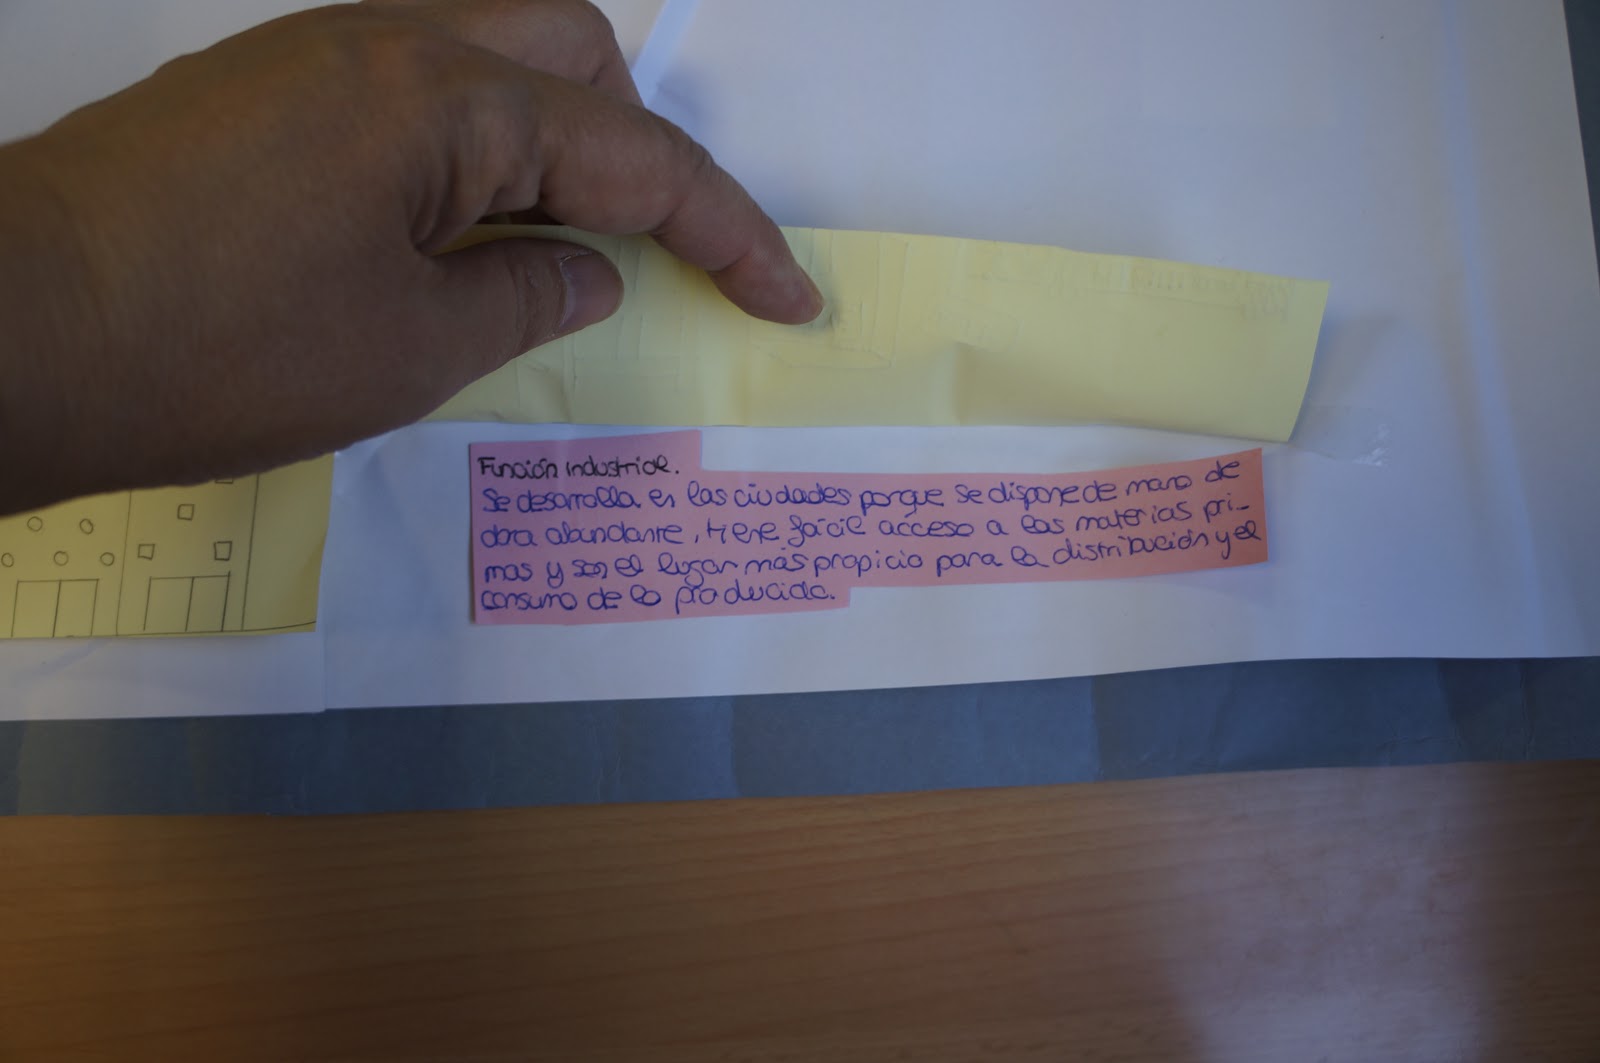 Función industrial.
Se desarrolla en las ciudades porque se dispone de mano de
obra abundante, tiene fácil acceso a las materias pri-
mas y son el lugar más propicio para la distribución y el
consumo de lo producido.